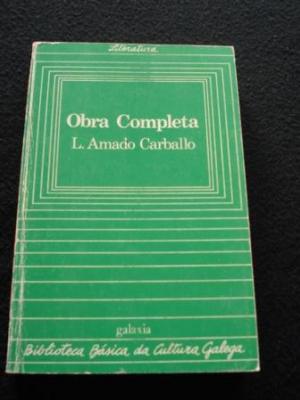 Literatura
Obra Completa
L. Amado Carballo
galaxia
Biblioteca Básica da Cultura Galega